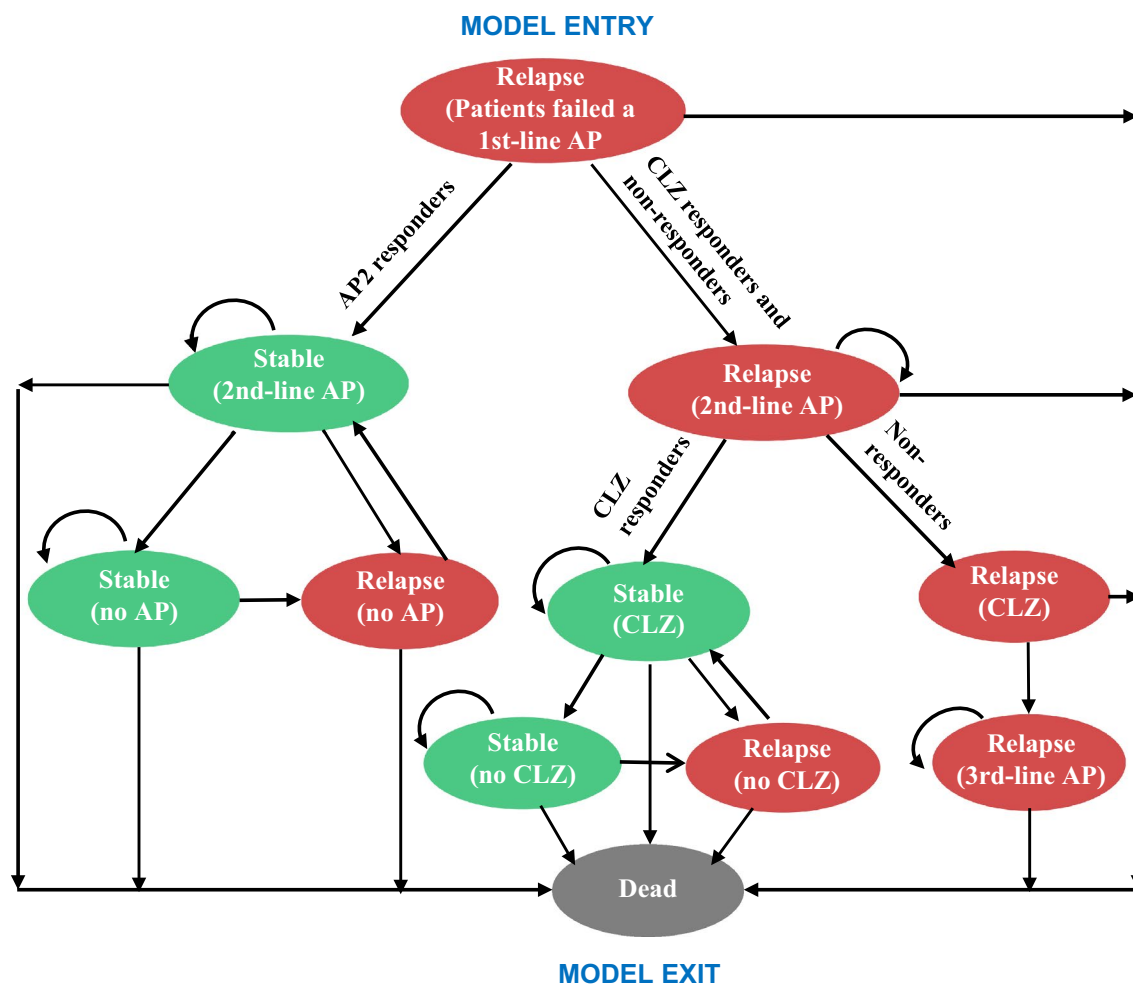 MODEL ENTRY
Relapse
(Patients failed a
1st-line AP
AP2 responders
CLZ responders and
non-responders
Stable
(2nd-line AP)
Relapse
(2nd-line AP)
CLZ
responders
Non-
responders
Stable
(no AP)
Relapse
(no AP)
Stable
(CLZ)
Relapse
(CLZ)
Stable
(no CLZ)
Relapse
(no CLZ)
Relapse
(3rd-line AP)
Dead
MODEL EXIT